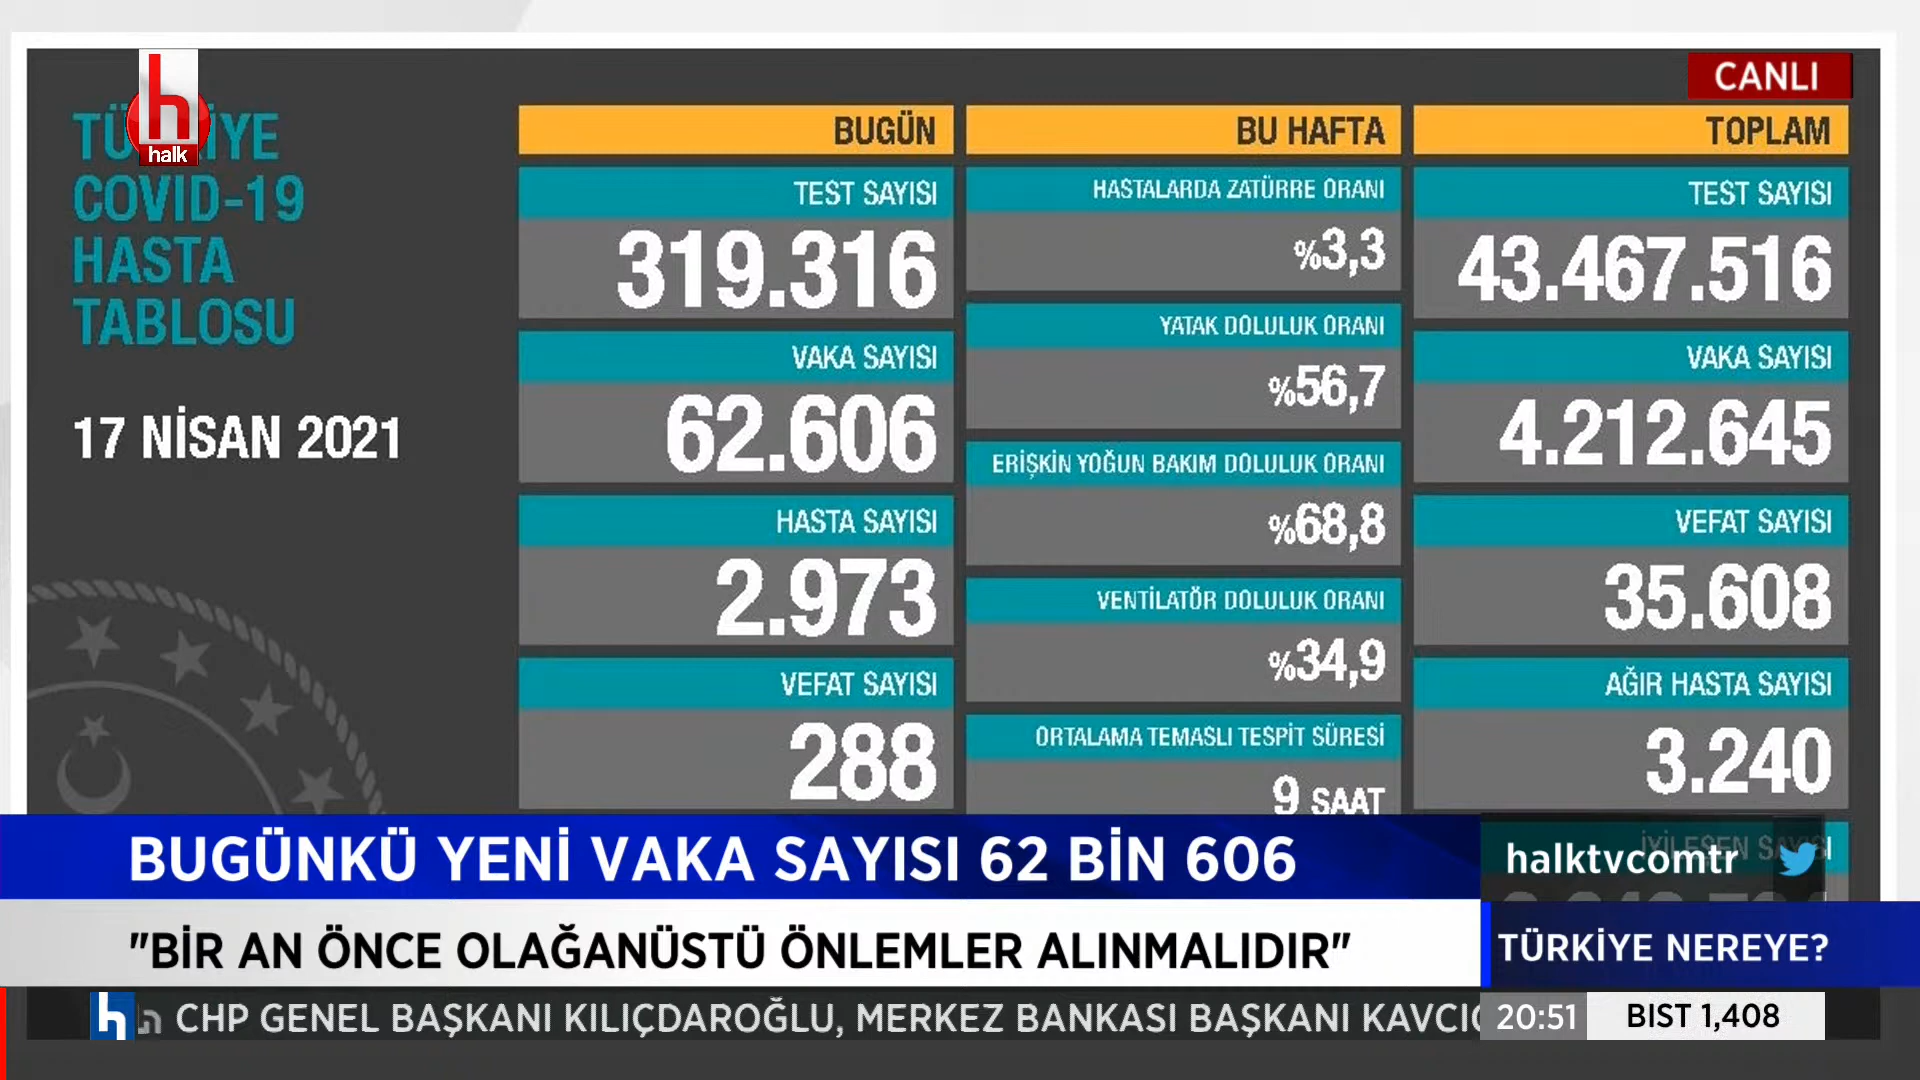 h
halk
CANLI
TÜRKİYE
COVID-19
HASTA
TABLOSU
17 NİSAN 2021
BUGÜN
TEST SAYISI
319.316
VAKA SAYISI
62.606
HASTA SAYISI
2.973
VEFAT SAYISI
288
BU HAFTA
HASTALARDA ZATÜRRE ORANI
%3,3
YATAK DOLULUK ORANI
%56,7
ERİŞKİN YOĞUN BAKIM DOLULUK ORANI
%68,8
VENTİLATÖR DOLULUK ORANI
%34,9
ORTALAMA TEMASLI TESPİT SÜRESİ
9 SAAT
TOPLAM
TEST SAYISI
43.467.516
VAKA SAYISI
4.212.645
VEFAT SAYISI
35.608
AĞIR HASTA SAYISI
3.240
İYİLEŞEN SAYISI
BUGÜNKÜ YENİ VAKA SAYISI 62 BİN 606
halktvcomtr
"BİR AN ÖNCE OLAĞANÜSTÜ ÖNLEMLER ALINMALIDIR"
TÜRKİYE NEREYE?
h CHP GENEL BAŞKANI KILIÇDAROĞLU, MERKEZ BANKASI BAŞKANI
20:51
BIST 1,408